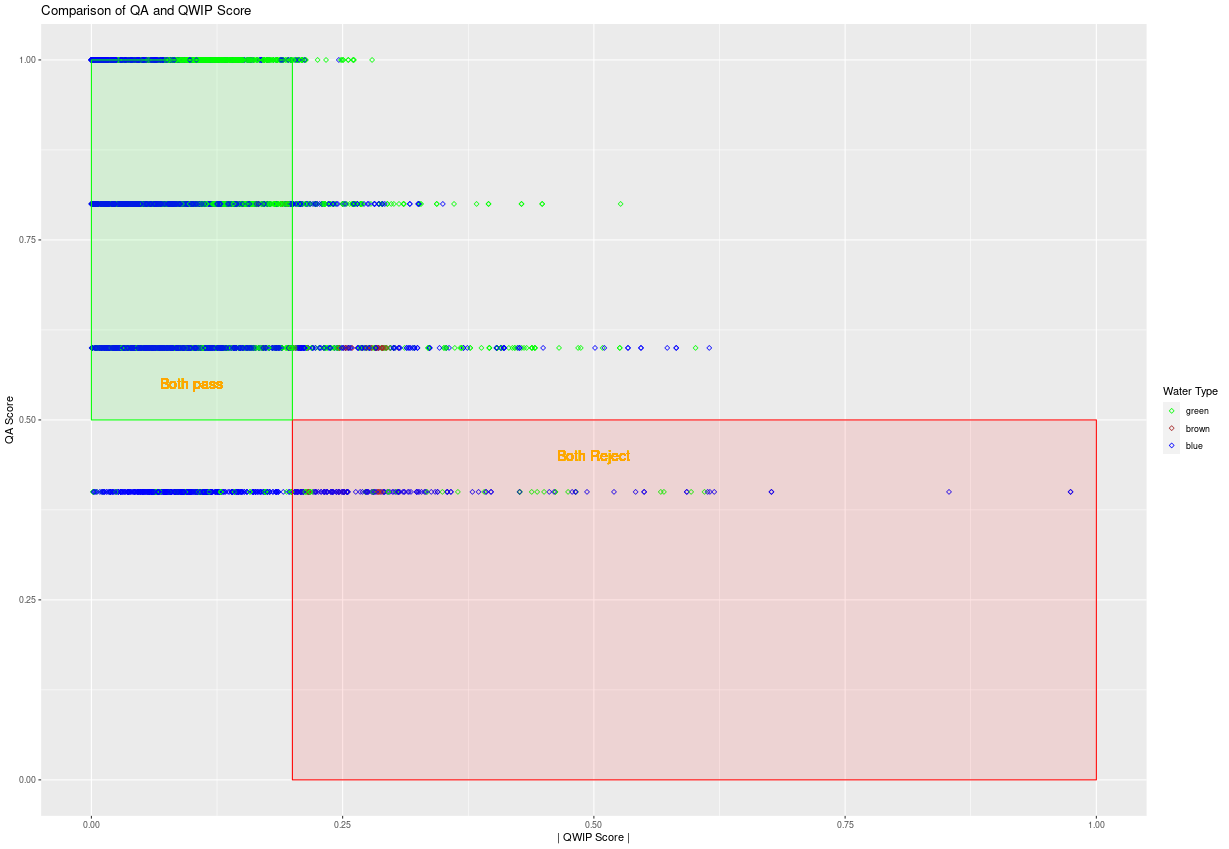 Comparison of QA and QWIP Score
1.00
0.75
0.50
0.25
0.00
QA Score
Both pass
Both Reject
0.00 0.25 0.50 0.75 1.00
| QWIP Score |
Water Type
green
brown
blue